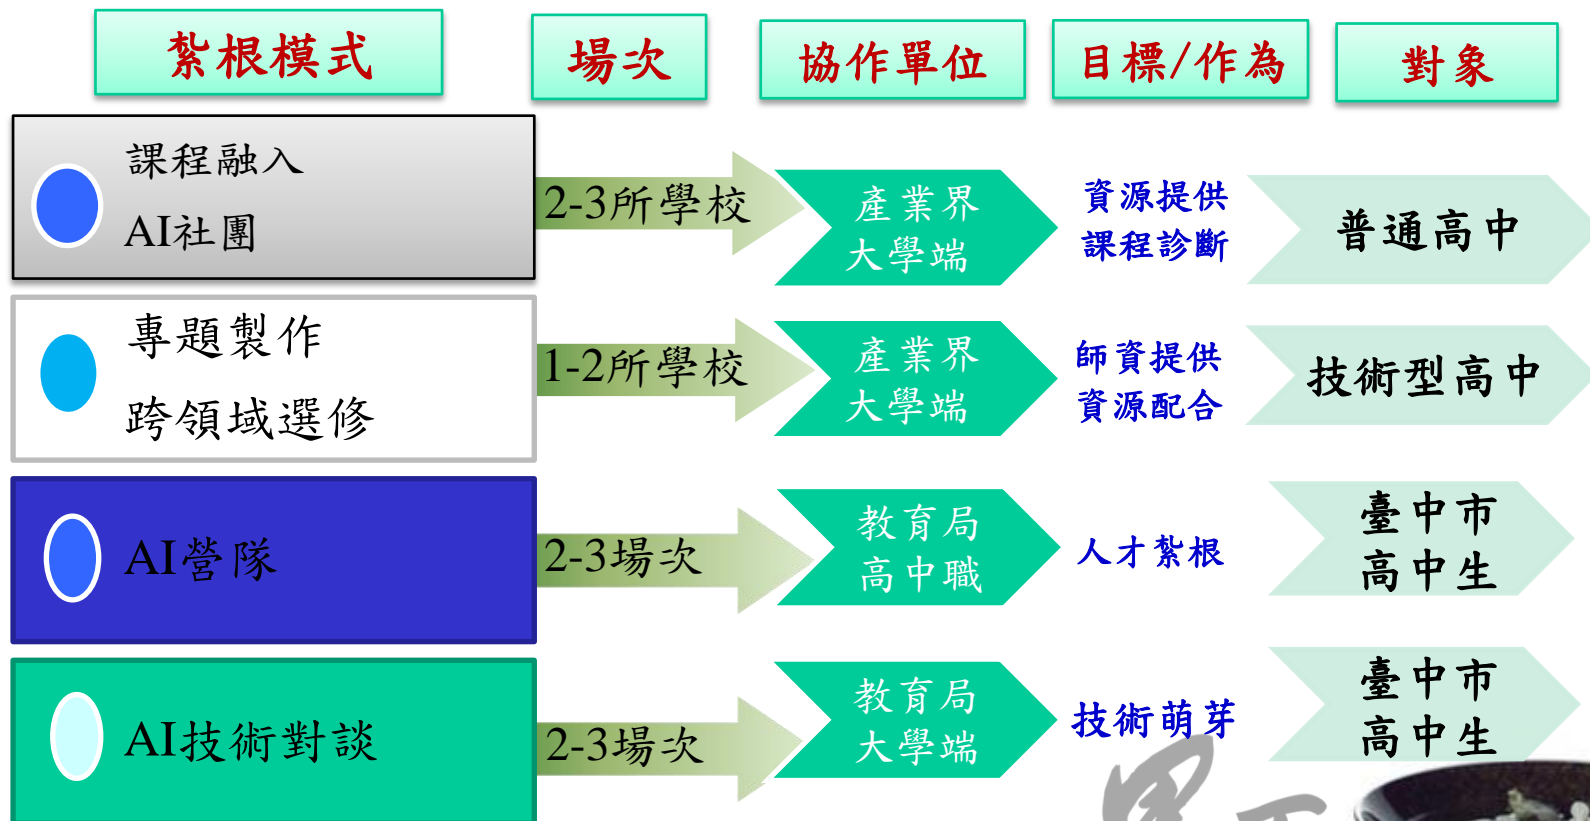 紮根模式 場次 協作單位 目標/作為 對象
課程融入
AI社團
2-3所學校
產業界
大學端
資源提供
課程診斷
普通高中
專題製作
跨領域選修
1-2所學校
產業界
大學端
師資提供
資源配合
技術型高中
AI營隊
2-3場次
教育局
高中職
人才紮根
臺中市
高中生
AI技術對談
2-3場次
教育局
大學端
技術萌芽
臺中市
高中生